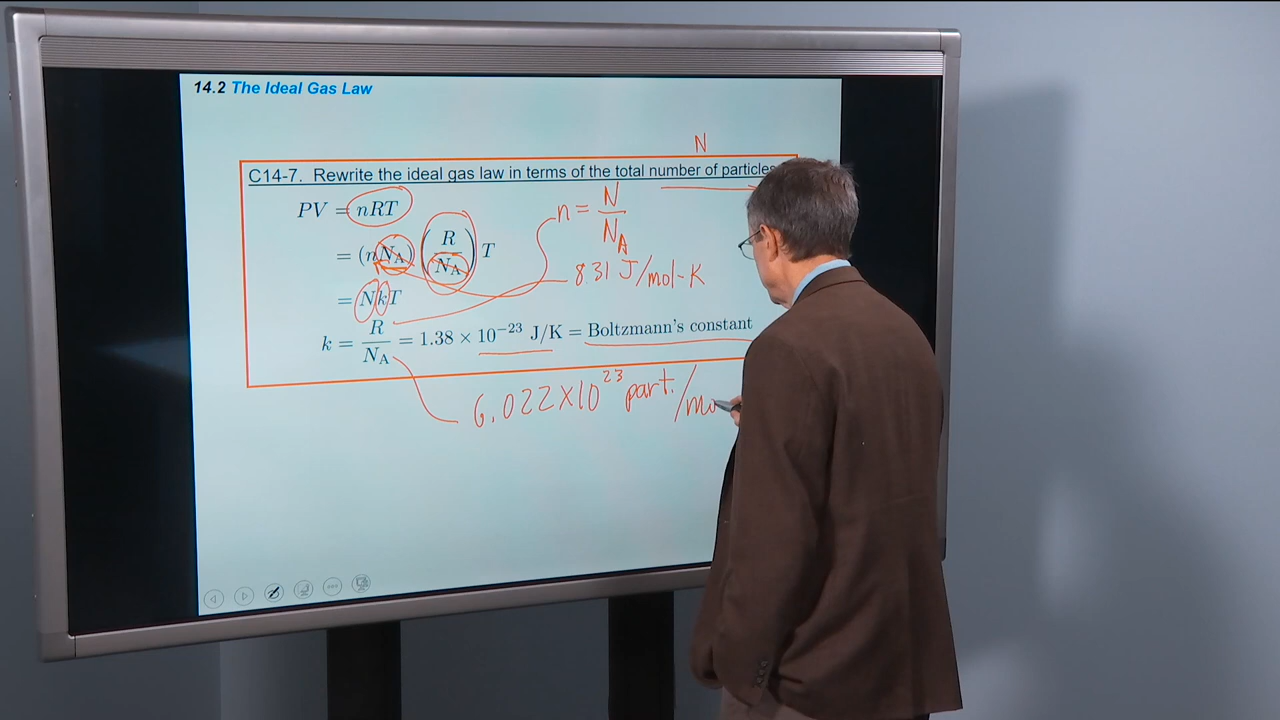 14.2 The Ideal Gas Law
N
C14-7. Rewrite the ideal gas law in terms of the total number of particles
PV = nRT
n = N/N_A
= (nN_A) (R/N_A) T
8.31 J/mol-K
= NkT
k = R/N_A = 1.38 × 10^−23 J/K = Boltzmann's constant
6.022×10^23 part./mo